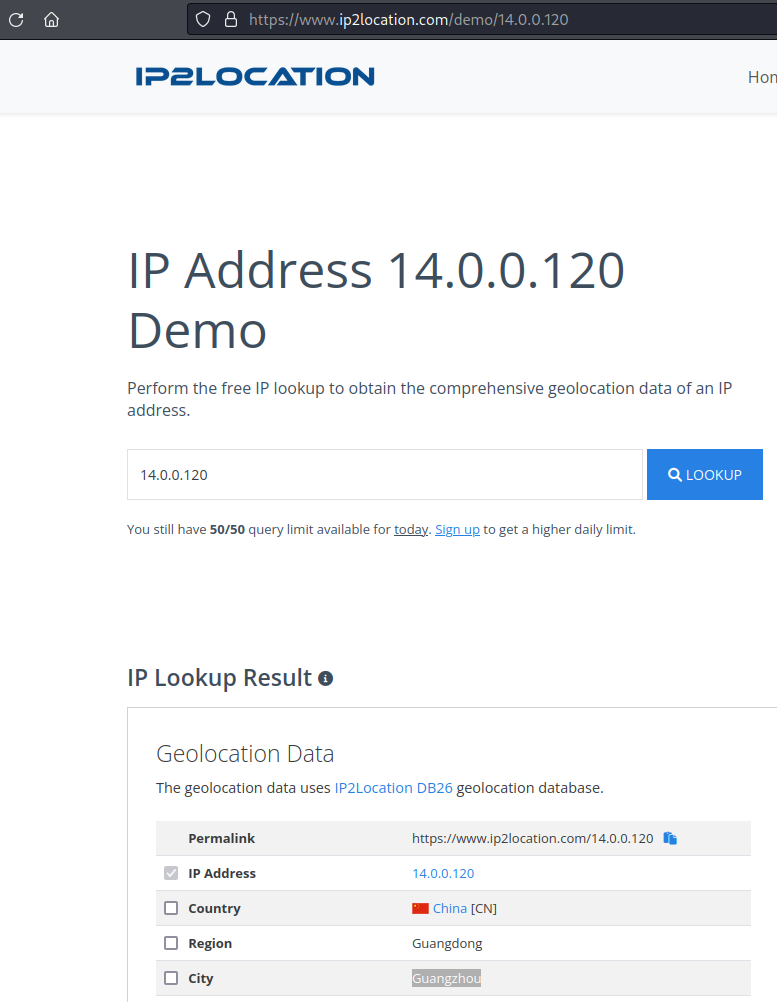 https://www.ip2location.com/demo/14.0.0.120
IP2LOCATION
Hom
IP Address 14.0.0.120
Demo
Perform the free IP lookup to obtain the comprehensive geolocation data of an IP
address.
14.0.0.120
LOOKUP
You still have 50/50 query limit available for today. Sign up to get a higher daily limit.
IP Lookup Result
Geolocation Data
The geolocation data uses IP2Location DB26 geolocation database.
Permalink https://www.ip2location.com/14.0.0.120
IP Address 14.0.0.120
Country China [CN]
Region Guangdong
City Guangzhou